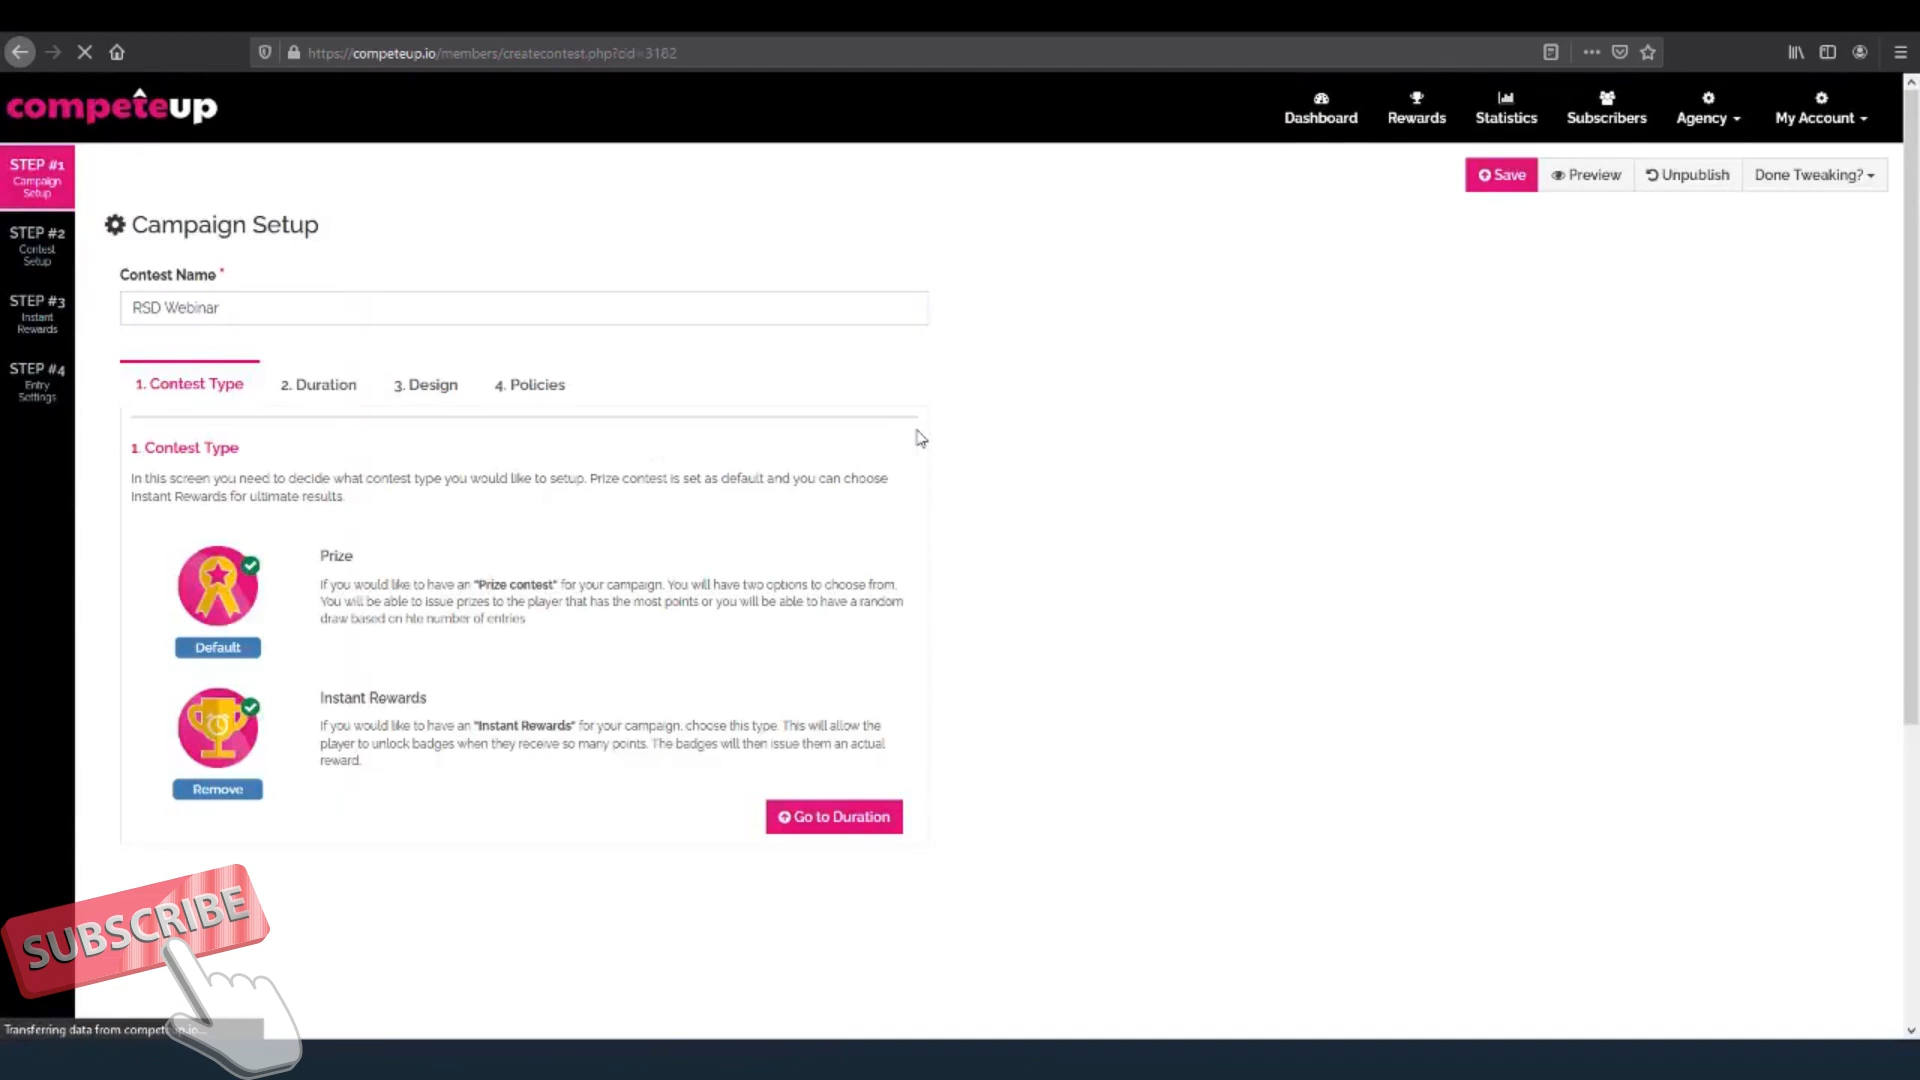 https://competeup.io/members/createcontest.php?cid=3182
competeup
Dashboard
Rewards
Statistics
Subscribers
Agency
My Account
STEP #1
Campaign
Setup
STEP #2
Contest
Setup
STEP #3
Instant
Rewards
STEP #4
Entry
Settings
Save
Preview
Unpublish
Done Tweaking?
Campaign Setup
Contest Name *
RSD Webinar
1. Contest Type
2. Duration
3. Design
4. Policies
1. Contest Type
In this screen you need to decide what contest type you would like to setup. Prize contest is set as default and you can choose
Instant Rewards for ultimate results.
Prize
If you would like to have an "Prize contest" for your campaign. You will have two options to choose from.
You will be able to issue prizes to the player that has the most points or you will be able to have a random
draw based on hte number of entries
Default
Instant Rewards
If you would like to have an "Instant Rewards" for your campaign, choose this type. This will allow the
player to unlock badges when they receive so many points. The badges will then issue them an actual
reward.
Remove
Go to Duration
SUBSCRIBE
Transferring data from competeup.io...